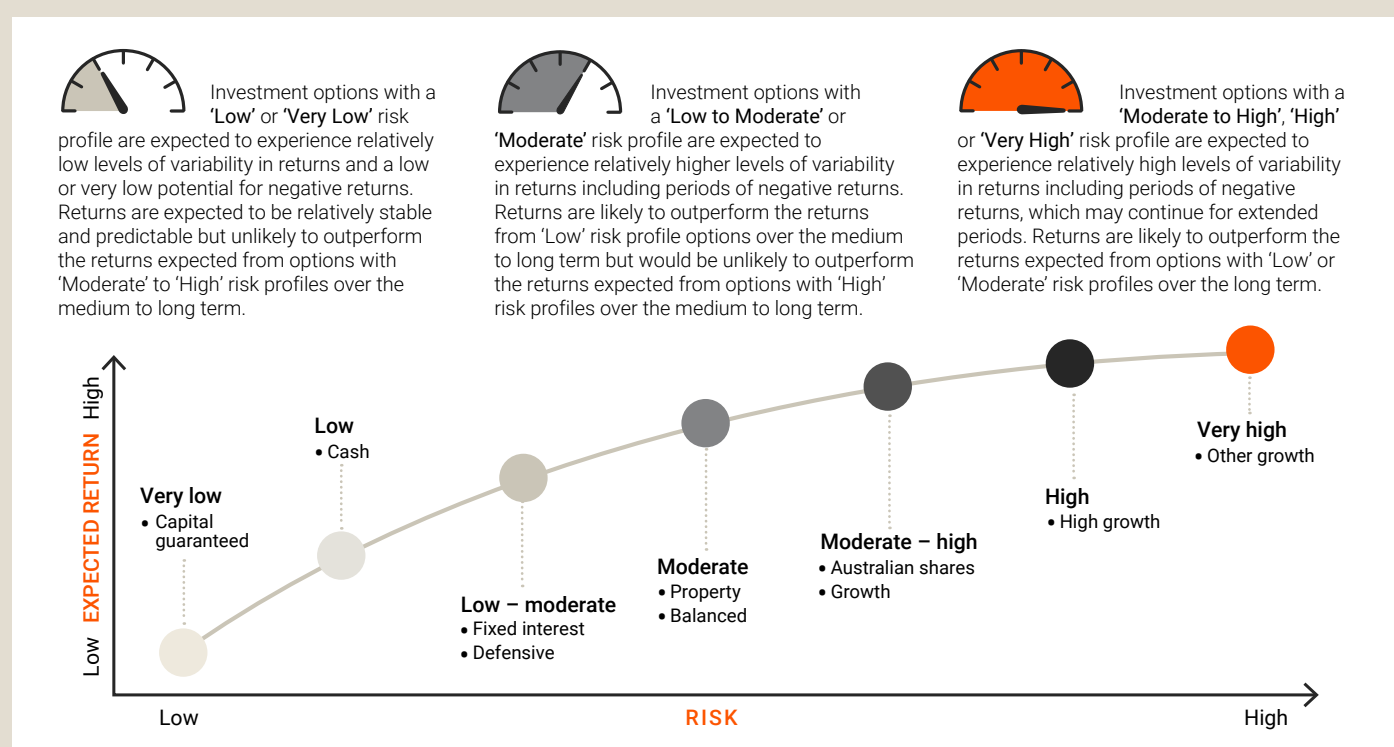 Investment options with a
‘Low’ or ‘Very Low’ risk
profile are expected to experience relatively
low levels of variability in returns and a low
or very low potential for negative returns.
Returns are expected to be relatively stable
and predictable but unlikely to outperform
the returns expected from options with
‘Moderate’ to ‘High’ risk profiles over the
medium to long term.
Investment options with
a ‘Low to Moderate’ or
‘Moderate’ risk profile are expected to
experience relatively higher levels of variability
in returns including periods of negative returns.
Returns are likely to outperform the returns
from ‘Low’ risk profile options over the medium
to long term but would be unlikely to outperform
the returns expected from options with ‘High’
risk profiles over the medium to long term.
Investment options with a
‘Moderate to High’, ‘High’
or ‘Very High’ risk profile are expected to
experience relatively high levels of variability
in returns including periods of negative
returns, which may continue for extended
periods. Returns are likely to outperform the
returns expected from options with ‘Low’ or
‘Moderate’ risk profiles over the long term.
Low EXPECTED RETURN High
Very low
• Capital
guaranteed
Low
• Cash
Low – moderate
• Fixed interest
• Defensive
Moderate
• Property
• Balanced
Moderate – high
• Australian shares
• Growth
High
• High growth
Very high
• Other growth
Low RISK High